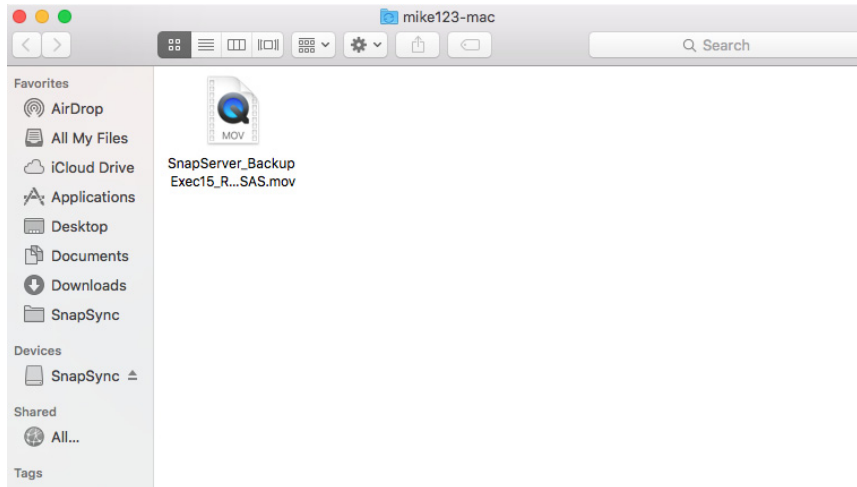 mike123-mac
Search
Favorites
AirDrop
All My Files
iCloud Drive
Applications
Desktop
Documents
Downloads
SnapSync
Devices
SnapSync
Shared
All...
Tags
MOV
SnapServer_Backup
Exec15_R...SAS.mov